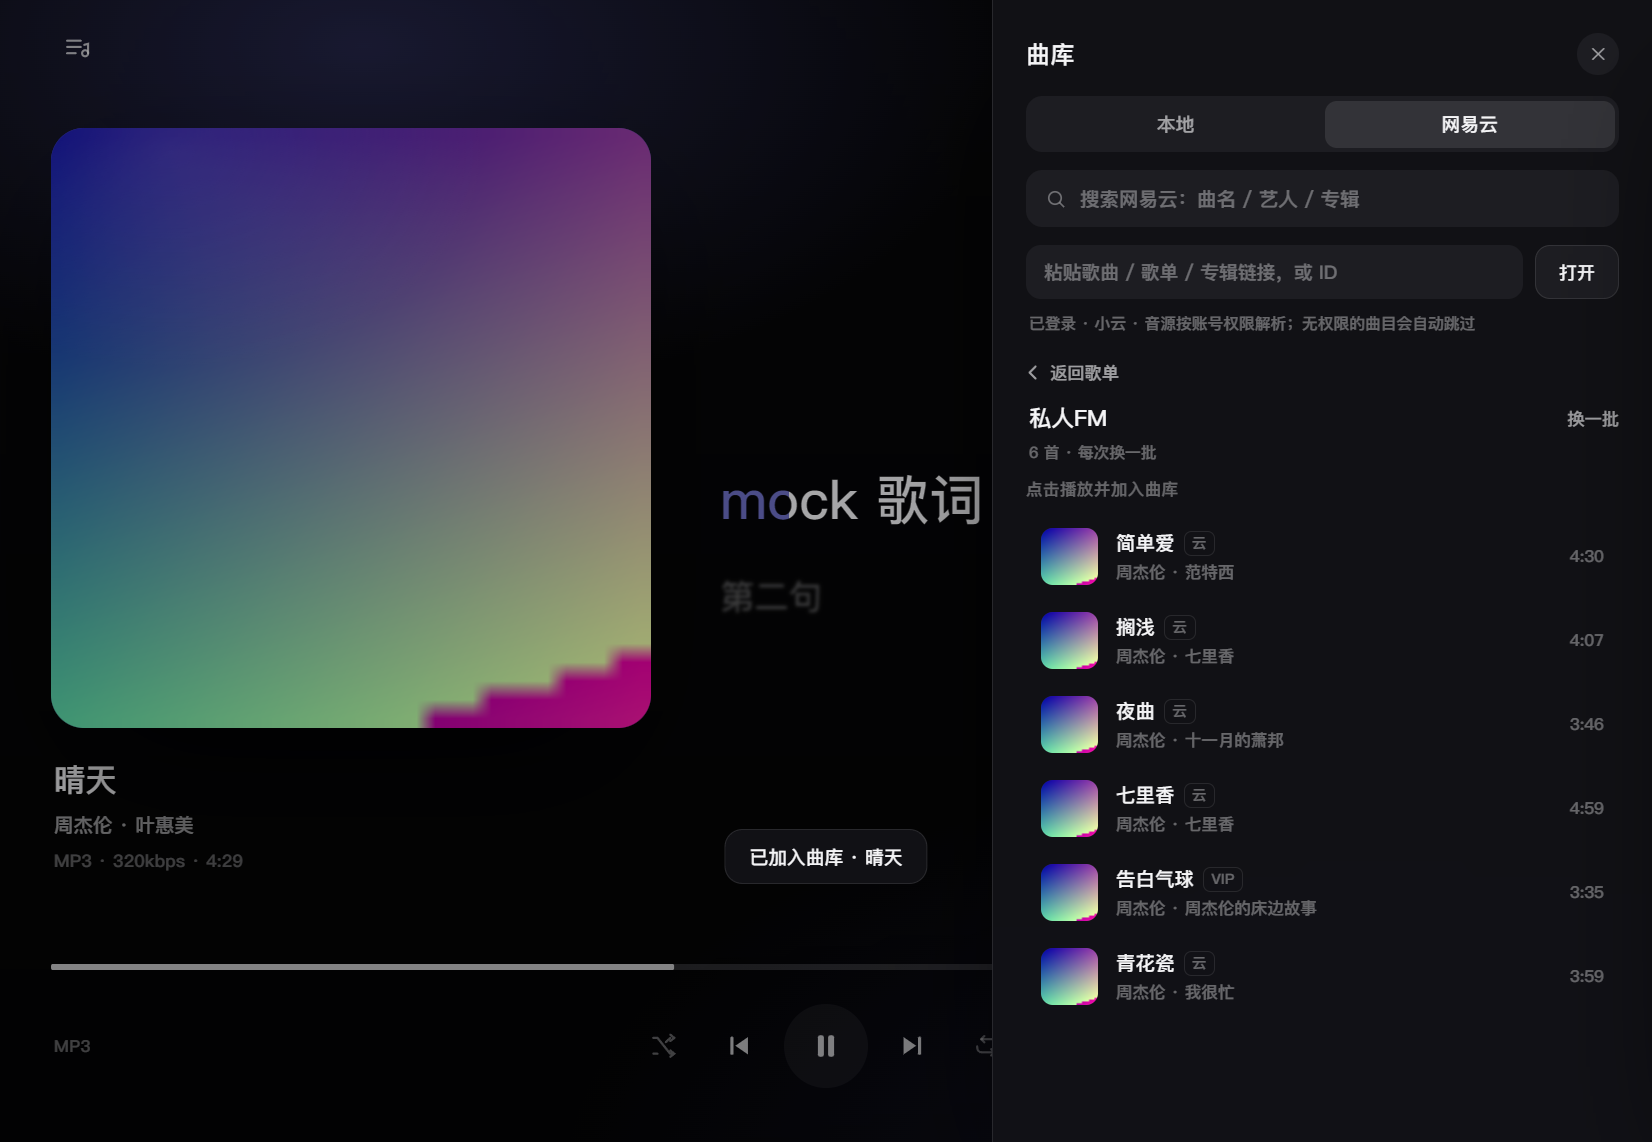 mock 歌词
第二句
晴天
周杰伦 · 叶惠美
MP3 · 320kbps · 4:29
已加入曲库 · 晴天
MP3
曲库
本地
网易云
搜索网易云：曲名 / 艺人 / 专辑
粘贴歌曲 / 歌单 / 专辑链接，或 ID
打开
已登录 · 小云 · 音源按账号权限解析；无权限的曲目会自动跳过
返回歌单
私人FM
换一批
6 首 · 每次换一批
点击播放并加入曲库
简单爱 云
周杰伦 · 范特西
4:30
搁浅 云
周杰伦 · 七里香
4:07
夜曲 云
周杰伦 · 十一月的萧邦
3:46
七里香 云
周杰伦 · 七里香
4:59
告白气球 VIP
周杰伦 · 周杰伦的床边故事
3:35
青花瓷 云
周杰伦 · 我很忙
3:59